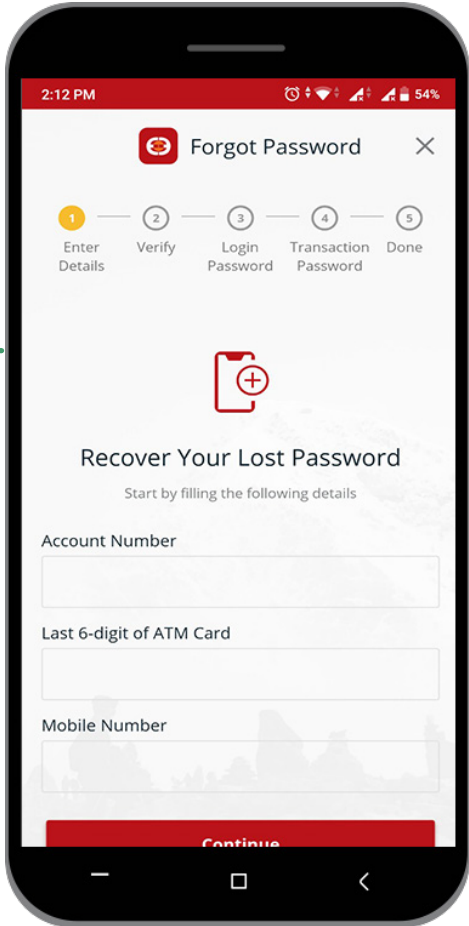 2:12 PM 54%
Forgot Password
1 2 3 4 5
Enter Verify Login Transaction Done
Details Password Password
Recover Your Lost Password
Start by filling the following details
Account Number
Last 6-digit of ATM Card
Mobile Number
Continue